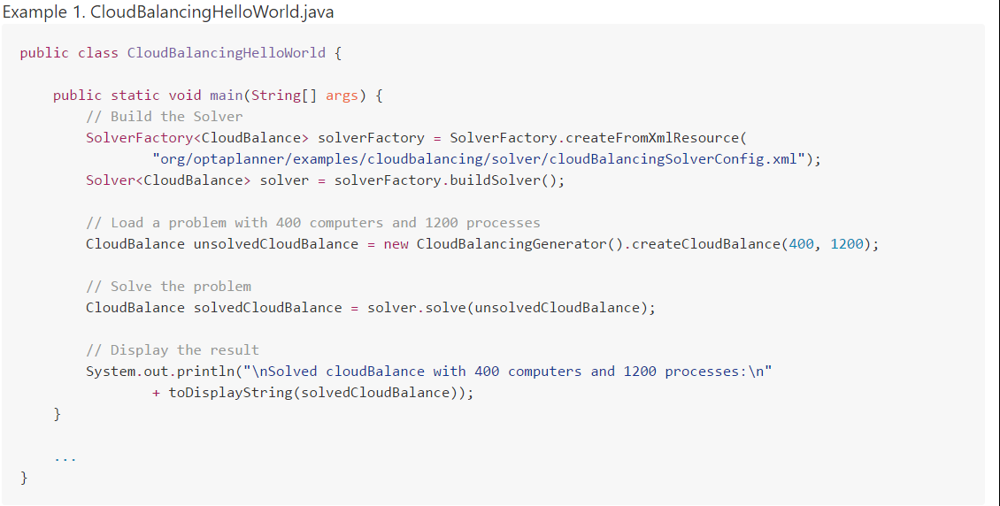 Example 1. CloudBalancingHelloWorld.java
public class CloudBalancingHelloWorld {
public static void main(String[] args) {
// Build the Solver
SolverFactory<CloudBalance> solverFactory = SolverFactory.createFromXmlResource(
"org/optaplanner/examples/cloudbalancing/solver/cloudBalancingSolverConfig.xml");
Solver<CloudBalance> solver = solverFactory.buildSolver();
// Load a problem with 400 computers and 1200 processes
CloudBalance unsolvedCloudBalance = new CloudBalancingGenerator().createCloudBalance(400, 1200);
// Solve the problem
CloudBalance solvedCloudBalance = solver.solve(unsolvedCloudBalance);
// Display the result
System.out.println("\nSolved cloudBalance with 400 computers and 1200 processes:\n"
+ toDisplayString(solvedCloudBalance));
}
...
}